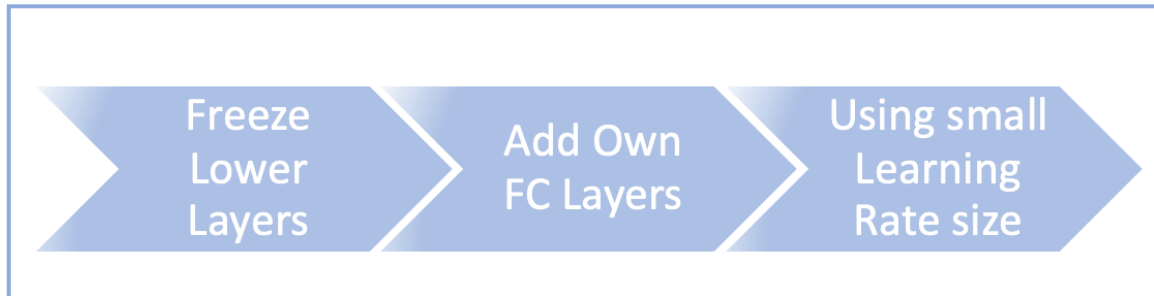 Freeze
Lower
Layers
Add Own
FC Layers
Using small
Learning
Rate size